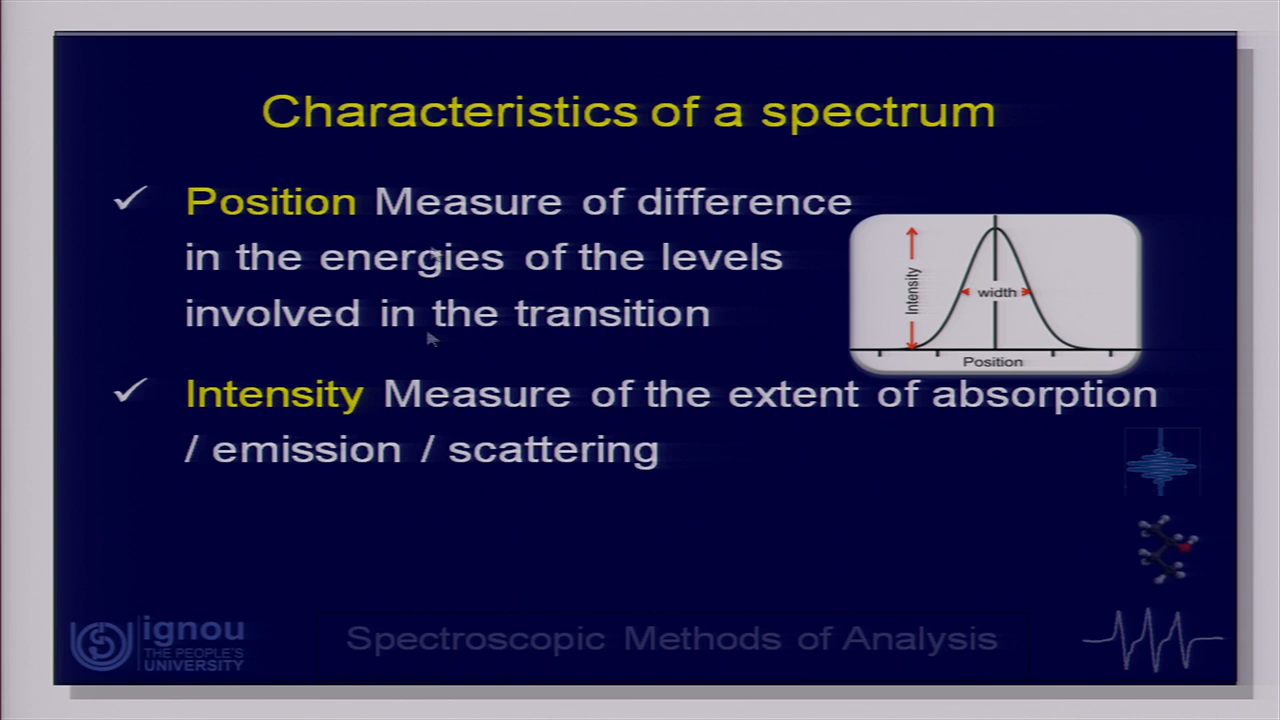 Characteristics of a spectrum
✓ Position Measure of difference
in the energies of the levels
involved in the transition
Intensity
width
Position
✓ Intensity Measure of the extent of absorption
/ emission / scattering
ignou
THE PEOPLE'S
UNIVERSITY
Spectroscopic Methods of Analysis